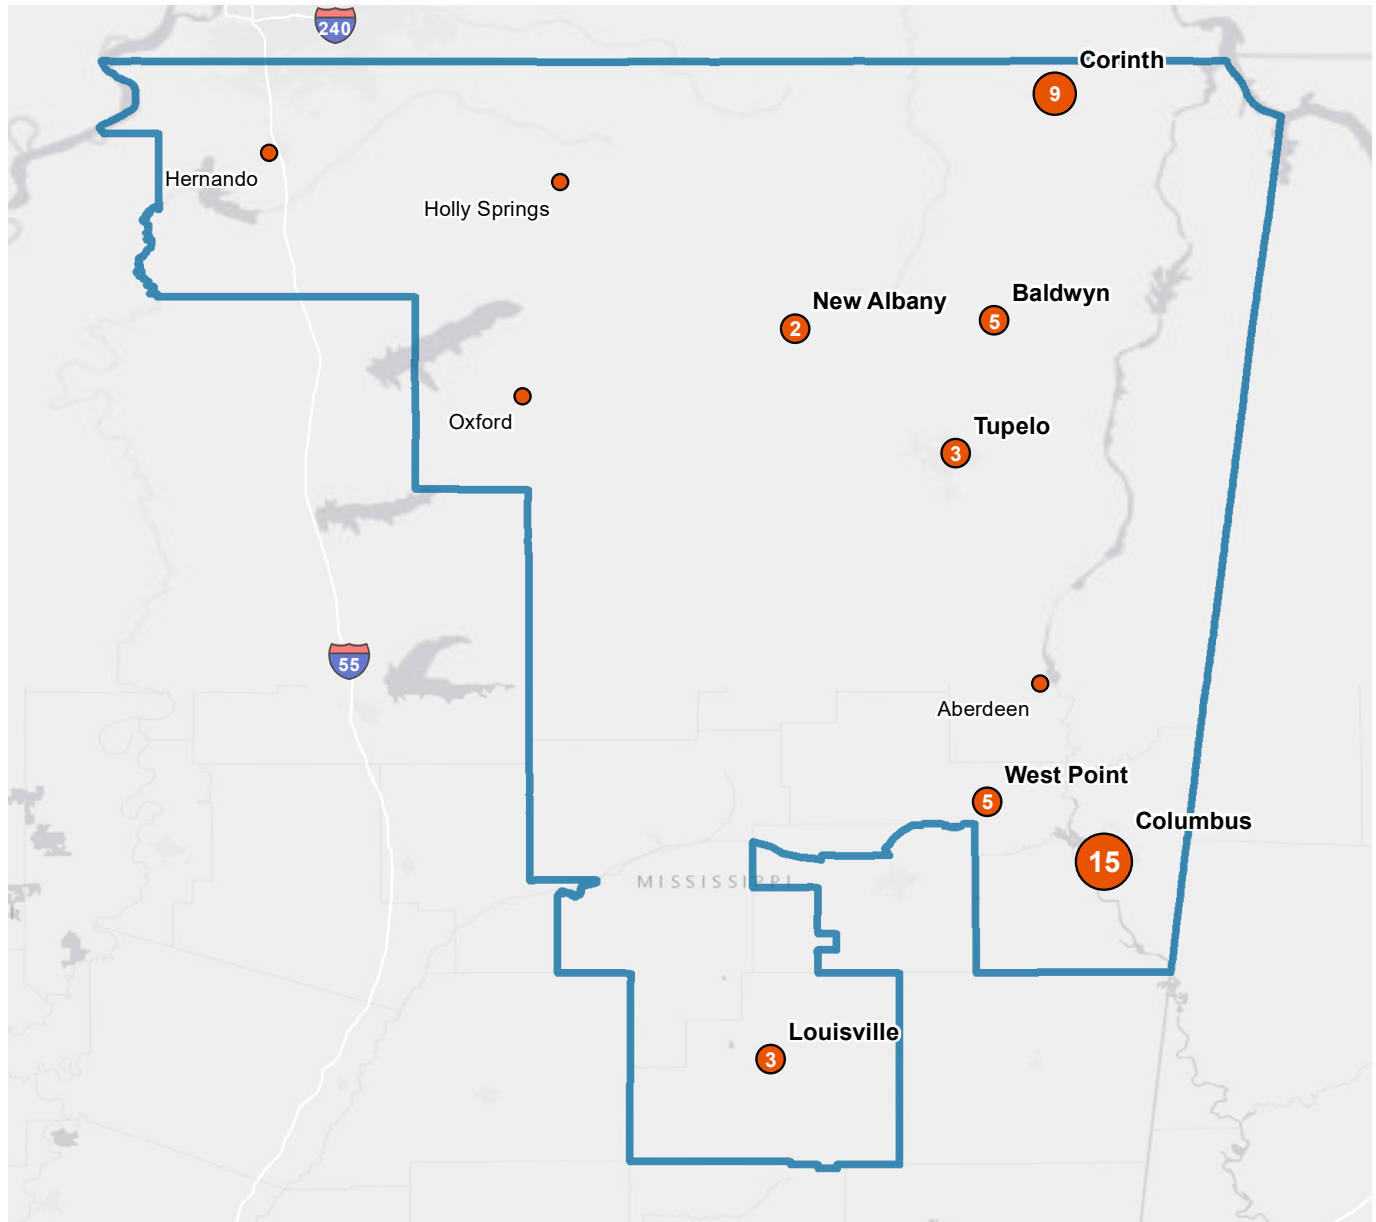 240
Corinth
9
Hernando
Holly Springs
New Albany
2
Baldwyn
5
Oxford
Tupelo
3
55
Aberdeen
West Point
5
Columbus
15
MISSISSIPPI
Louisville
3